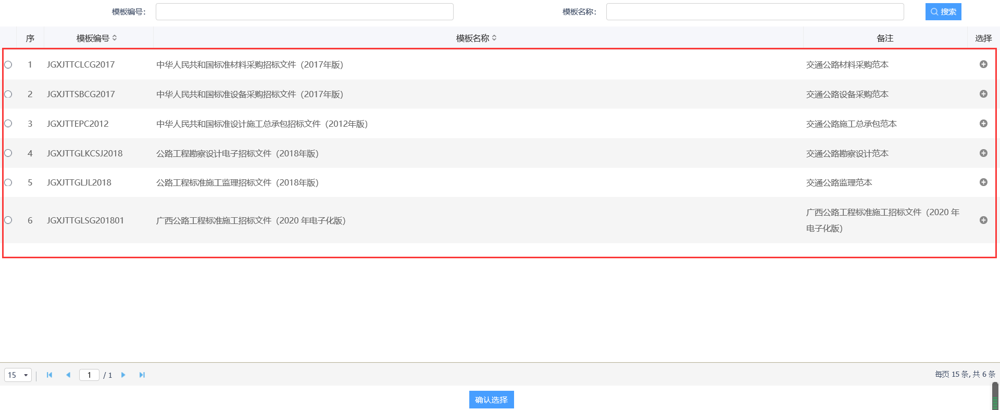 模板编号： 模板名称： 搜索
序 模板编号 模板名称 备注 选择
1 JGXJTTCLCG2017 中华人民共和国标准材料采购招标文件（2017年版） 交通公路材料采购范本
2 JGXJTTSBCG2017 中华人民共和国标准设备采购招标文件（2017年版） 交通公路设备采购范本
3 JGXJTTEPC2012 中华人民共和国标准设计施工总承包招标文件（2012年版） 交通公路施工总承包范本
4 JGXJTTGLKCSJ2018 公路工程勘察设计电子招标文件（2018年版） 交通公路勘察设计范本
5 JGXJTTGLJL2018 公路工程标准施工监理招标文件（2018年版） 交通公路监理范本
6 JGXJTTGLSG201801 广西公路工程标准施工招标文件（2020 年电子化版） 广西公路工程标准施工招标文件（2020 年
电子化版）
15 1 / 1 每页 15 条, 共 6 条
确认选择